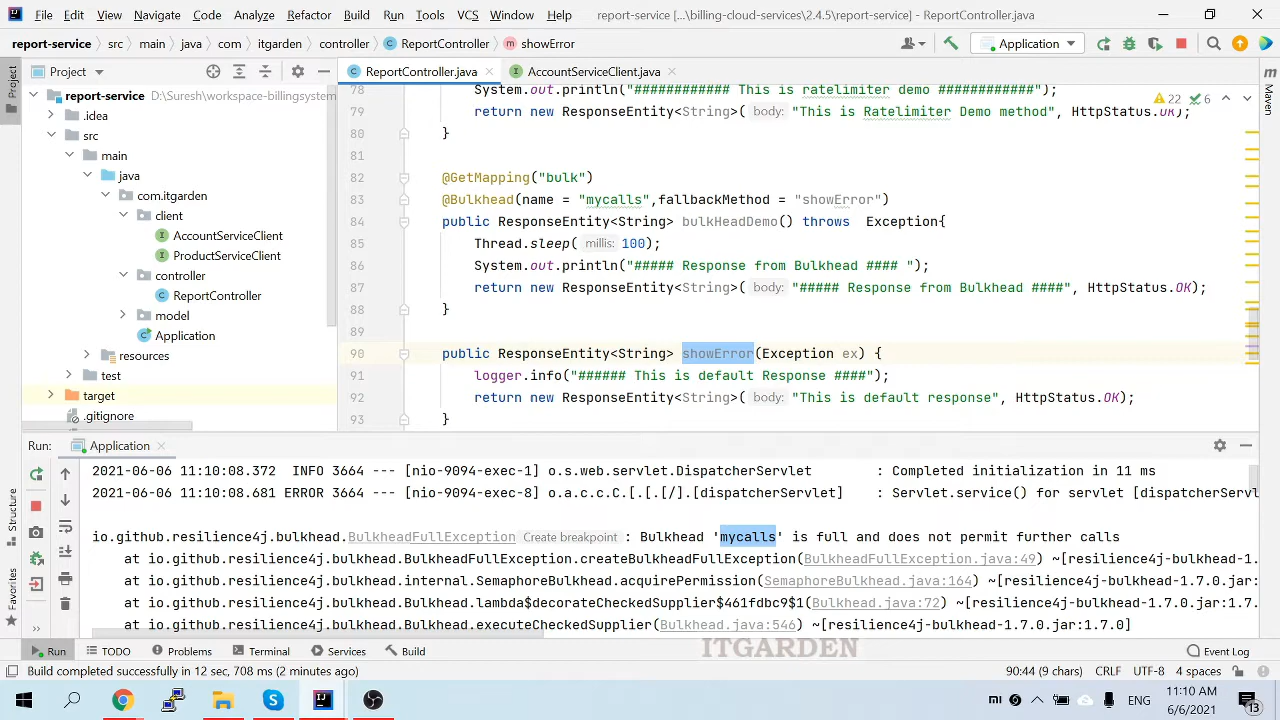 File Edit View Navigate Code Analyze Refactor Build Run Tools VCS Window Help report-service [...\billing_cloud-services\2.4.5\report-service] - ReportController.java
report-service src main java com itgarden controller C ReportController m showError Application
Project
Project ReportController.java AccountServiceClient.java
report-service D:\Suresh\workspace-billingsystem
.idea
src
main
java
com.itgarden
client
AccountServiceClient
ProductServiceClient
controller
ReportController
model
Application
resources
test
target
.gitignore
22 6
78 System.out.println("############ This is ratelimiter demo ############");
79 return new ResponseEntity<String>( body: "This is Ratelimiter Demo method", HttpStatus.OK);
80 }
81
82 @GetMapping("bulk")
83 @Bulkhead(name = "mycalls",fallbackMethod = "showError")
84 public ResponseEntity<String> bulkHeadDemo() throws Exception{
85 Thread.sleep( millis: 100);
86 System.out.println("##### Response from Bulkhead #### ");
87 return new ResponseEntity<String>( body: "##### Response from Bulkhead ####", HttpStatus.OK);
88 }
89
90 public ResponseEntity<String> showError(Exception ex) {
91 logger.info("###### This is default Response ####");
92 return new ResponseEntity<String>( body: "This is default response", HttpStatus.OK);
93 }
m
Maven
Run: Application
2021-06-06 11:10:08.372 INFO 3664 --- [nio-9094-exec-1] o.s.web.servlet.DispatcherServlet : Completed initialization in 11 ms
2021-06-06 11:10:08.681 ERROR 3664 --- [nio-9094-exec-8] o.a.c.c.C.[.[.[/].[dispatcherServlet] : Servlet.service() for servlet [dispatcherServl
io.github.resilience4j.bulkhead.BulkheadFullException Create breakpoint : Bulkhead 'mycalls' is full and does not permit further calls
at io.github.resilience4j.bulkhead.BulkheadFullException.createBulkheadFullException(BulkheadFullException.java:49) ~[resilience4j-bulkhead-1.
at io.github.resilience4j.bulkhead.internal.SemaphoreBulkhead.acquirePermission(SemaphoreBulkhead.java:164) ~[resilience4j-bulkhead-1.7.0.jar:
at io.github.resilience4j.bulkhead.Bulkhead.lambda$decorateCheckedSupplier$461fdbc9$1(Bulkhead.java:72) ~[resilience4j-bulkhead-1.7.0.jar:1.7.
at io.github.resilience4j.bulkhead.Bulkhead.executeCheckedSupplier(Bulkhead.java:546) ~[resilience4j-bulkhead-1.7.0.jar:1.7.0]
Structure
Favorites
ITGARDEN
Run TODO Problems Terminal Services Build Event Log
Build completed successfully in 12 sec, 708 ms (2 minutes ago) 90:44 (9 chars) CRLF UTF-8 4 spaces
ENG 11:10 AM
6/6/2021
13